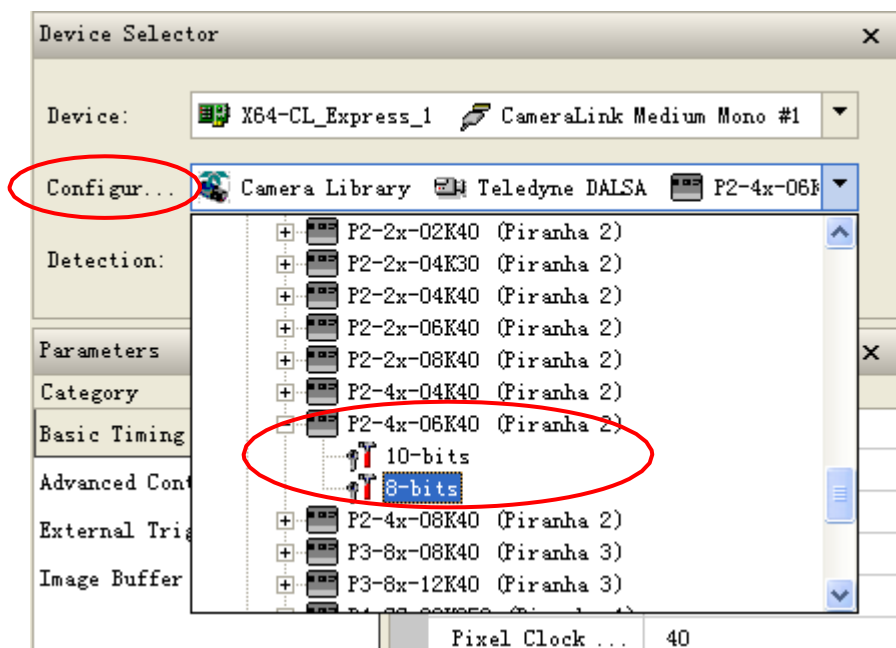 Device Selector
Device: X64-CL_Express_1 CameraLink Medium Mono #1
Configur... Camera Library Teledyne DALSA P2-4x-06K
P2-2x-02K40 (Piranha 2)
P2-2x-04K30 (Piranha 2)
Detection:
P2-2x-04K40 (Piranha 2)
P2-2x-06K40 (Piranha 2)
Parameters
P2-2x-08K40 (Piranha 2)
Category
P2-4x-04K40 (Piranha 2)
Basic Timing
P2-4x-06K40 (Piranha 2)
10-bits
Advanced Cont
8-bits
External Trig
P2-4x-08K40 (Piranha 2)
P3-8x-08K40 (Piranha 3)
Image Buffer
P3-8x-12K40 (Piranha 3)
Pixel Clock ... 40